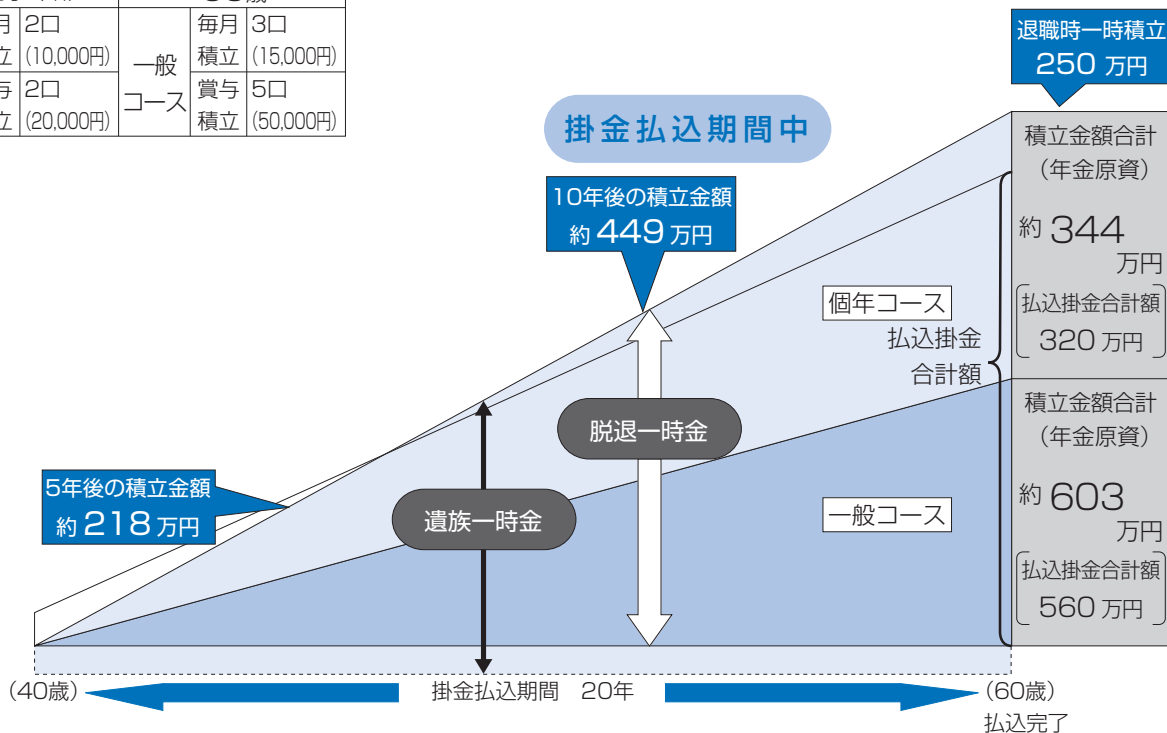 月 2口
立 (10,000円)
与 2口
立 (20,000円)
一般
コース
毎月 3口
積立 (15,000円)
賞与 5口
積立 (50,000円)
退職時一時積立
250 万円
掛金払込期間中
10年後の積立金額
約 449 万円
積立金額合計
(年金原資)
約 344
万円
払込掛金合計額
320 万円
個年コース
払込掛金
合計額
脱退一時金
積立金額合計
(年金原資)
約 603
万円
払込掛金合計額
560 万円
5年後の積立金額
約 218 万円
遺族一時金
一般コース
(40歳)
掛金払込期間 20年
(60歳)
払込完了